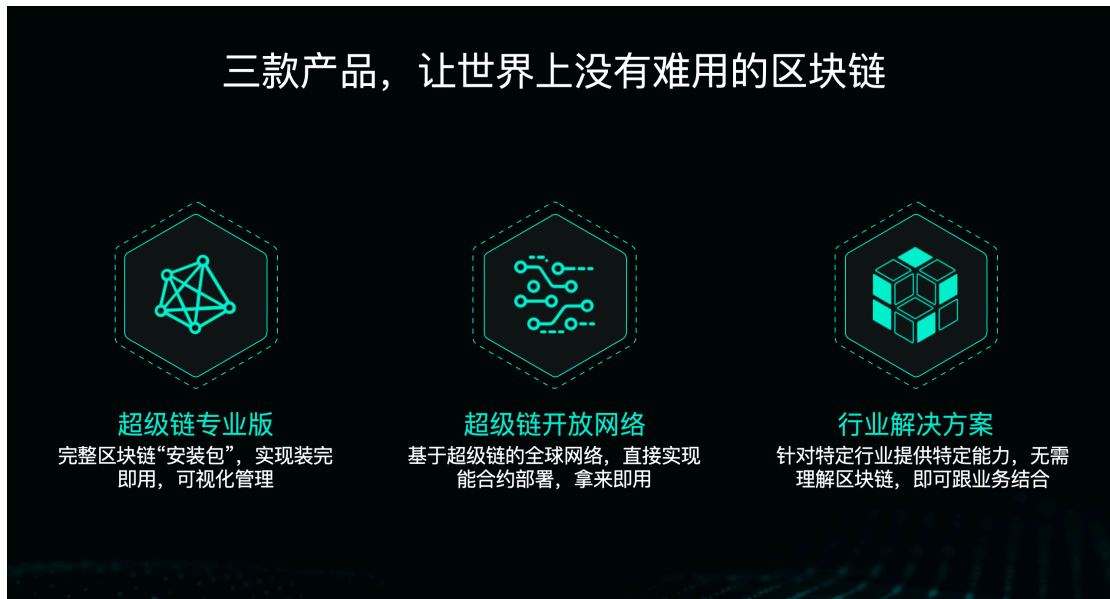 三款产品，让世界上没有难用的区块链
超级链专业版
完整区块链“安装包”，实现装完
即用，可视化管理
超级链开放网络
基于超级链的全球网络，直接实现
能合约部署，拿来即用
行业解决方案
针对特定行业提供特定能力，无需
理解区块链，即可跟业务结合